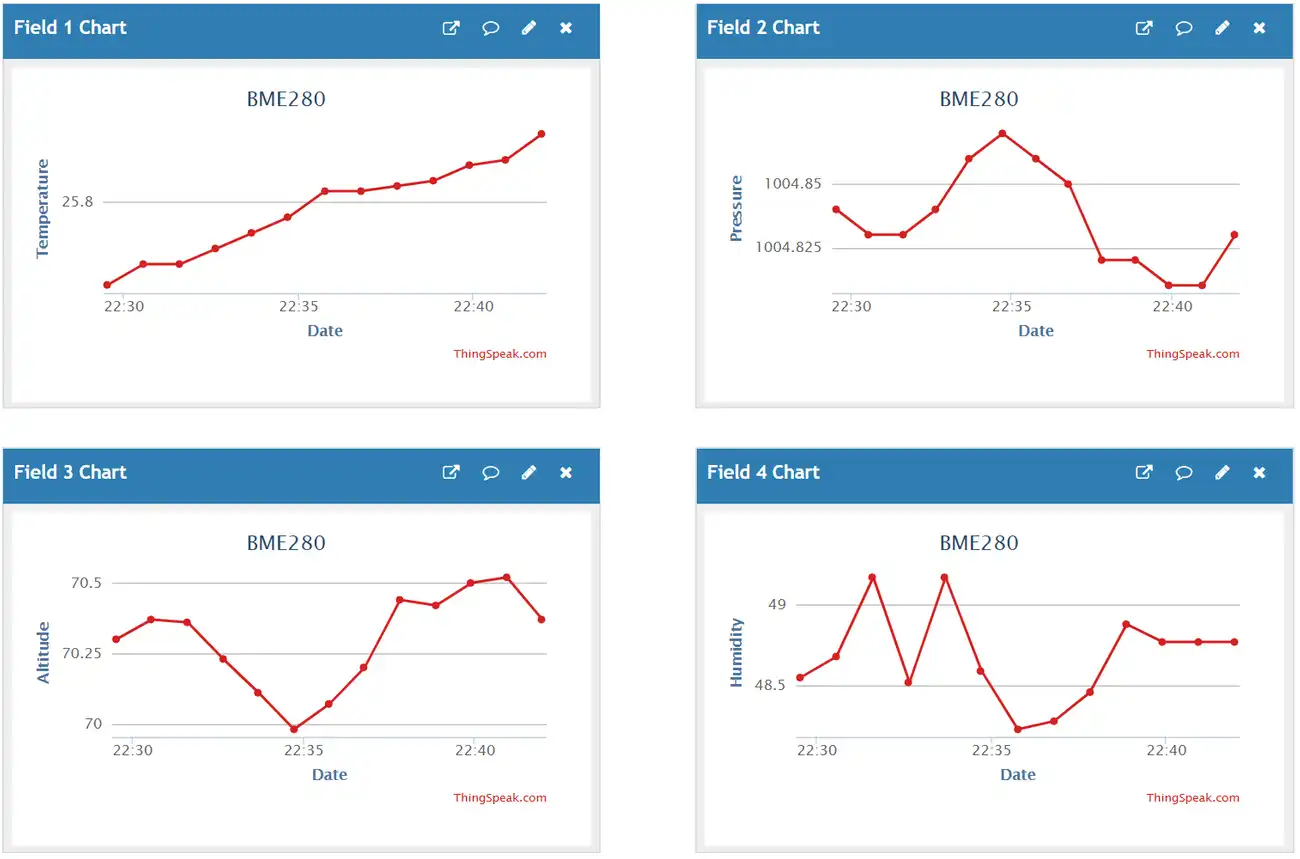 Field 1 Chart
BME280
Temperature
25.8
22:30 22:35 22:40
Date
ThingSpeak.com
Field 2 Chart
BME280
Pressure
1004.85
1004.825
22:30 22:35 22:40
Date
ThingSpeak.com
Field 3 Chart
BME280
Altitude
70.5
70.25
70
22:30 22:35 22:40
Date
ThingSpeak.com
Field 4 Chart
BME280
Humidity
49
48.5
22:30 22:35 22:40
Date
ThingSpeak.com